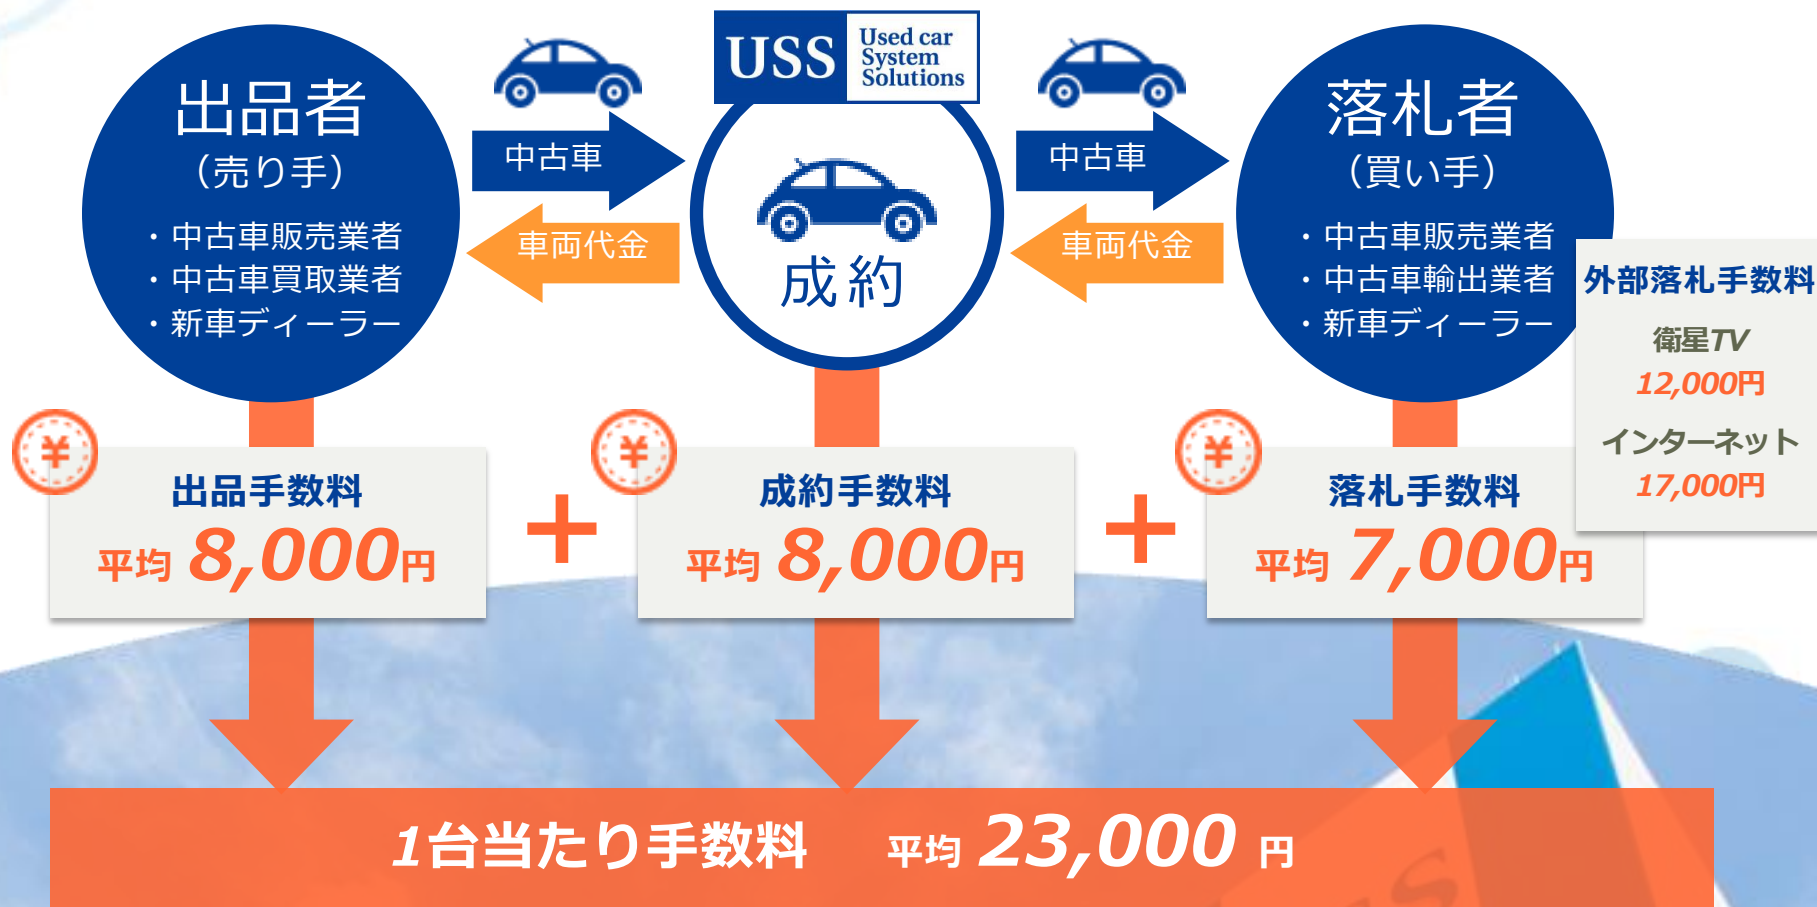 USS
Used car
System
Solutions
出品者
（売り手）
・中古車販売業者
・中古車買取業者
・新車ディーラー
中古車
車両代金
成約
中古車
車両代金
落札者
（買い手）
・中古車販売業者
・中古車輸出業者
・新車ディーラー
外部落札手数料
衛星TV
12,000円
インターネット
17,000円
¥
出品手数料
平均 8,000円
+
¥
成約手数料
平均 8,000円
+
¥
落札手数料
平均 7,000円
1台当たり手数料 平均 23,000 円